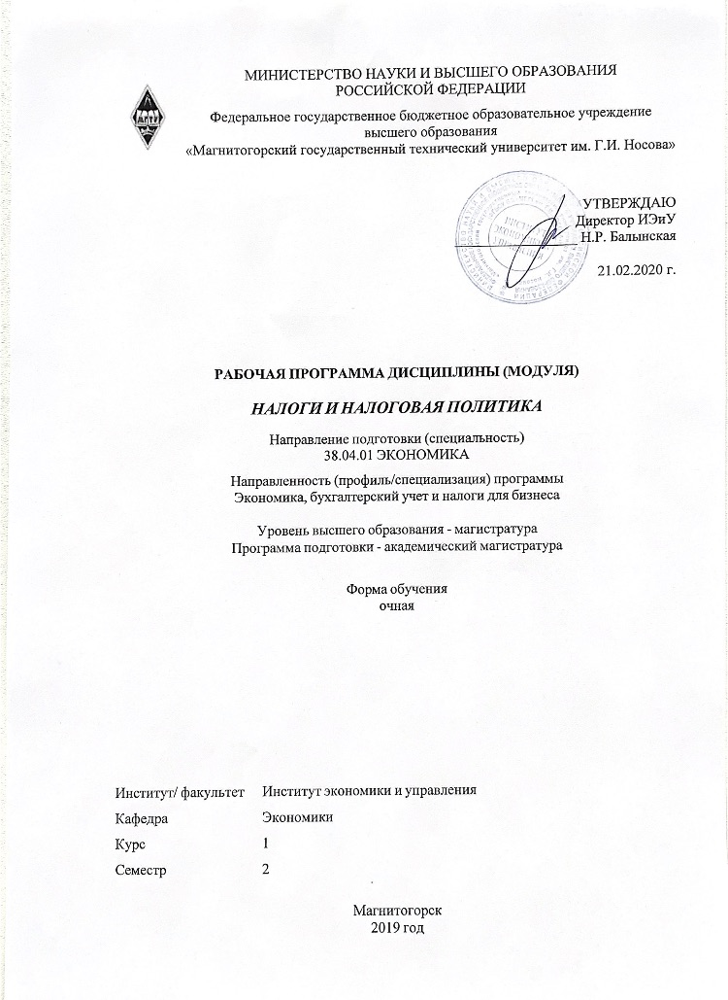 МИНИСТЕРСТВО НАУКИ И ВЫСШЕГО ОБРАЗОВАНИЯ
РОССИЙСКОЙ ФЕДЕРАЦИИ
Федеральное государственное бюджетное образовательное учреждение
высшего образования
«Магнитогорский государственный технический университет им. Г.И. Носова»
УТВЕРЖДАЮ
Директор ИЭиУ
Н.Р. Балынская
21.02.2020 г.
РАБОЧАЯ ПРОГРАММА ДИСЦИПЛИНЫ (МОДУЛЯ)
НАЛОГИ И НАЛОГОВАЯ ПОЛИТИКА
Направление подготовки (специальность)
38.04.01 ЭКОНОМИКА
Направленность (профиль/специализация) программы
Экономика, бухгалтерский учет и налоги для бизнеса
Уровень высшего образования - магистратура
Программа подготовки - академический магистратура
Форма обучения
очная
Институт/ факультет Институт экономики и управления
Кафедра Экономики
Курс 1
Семестр 2
Магнитогорск
2019 год